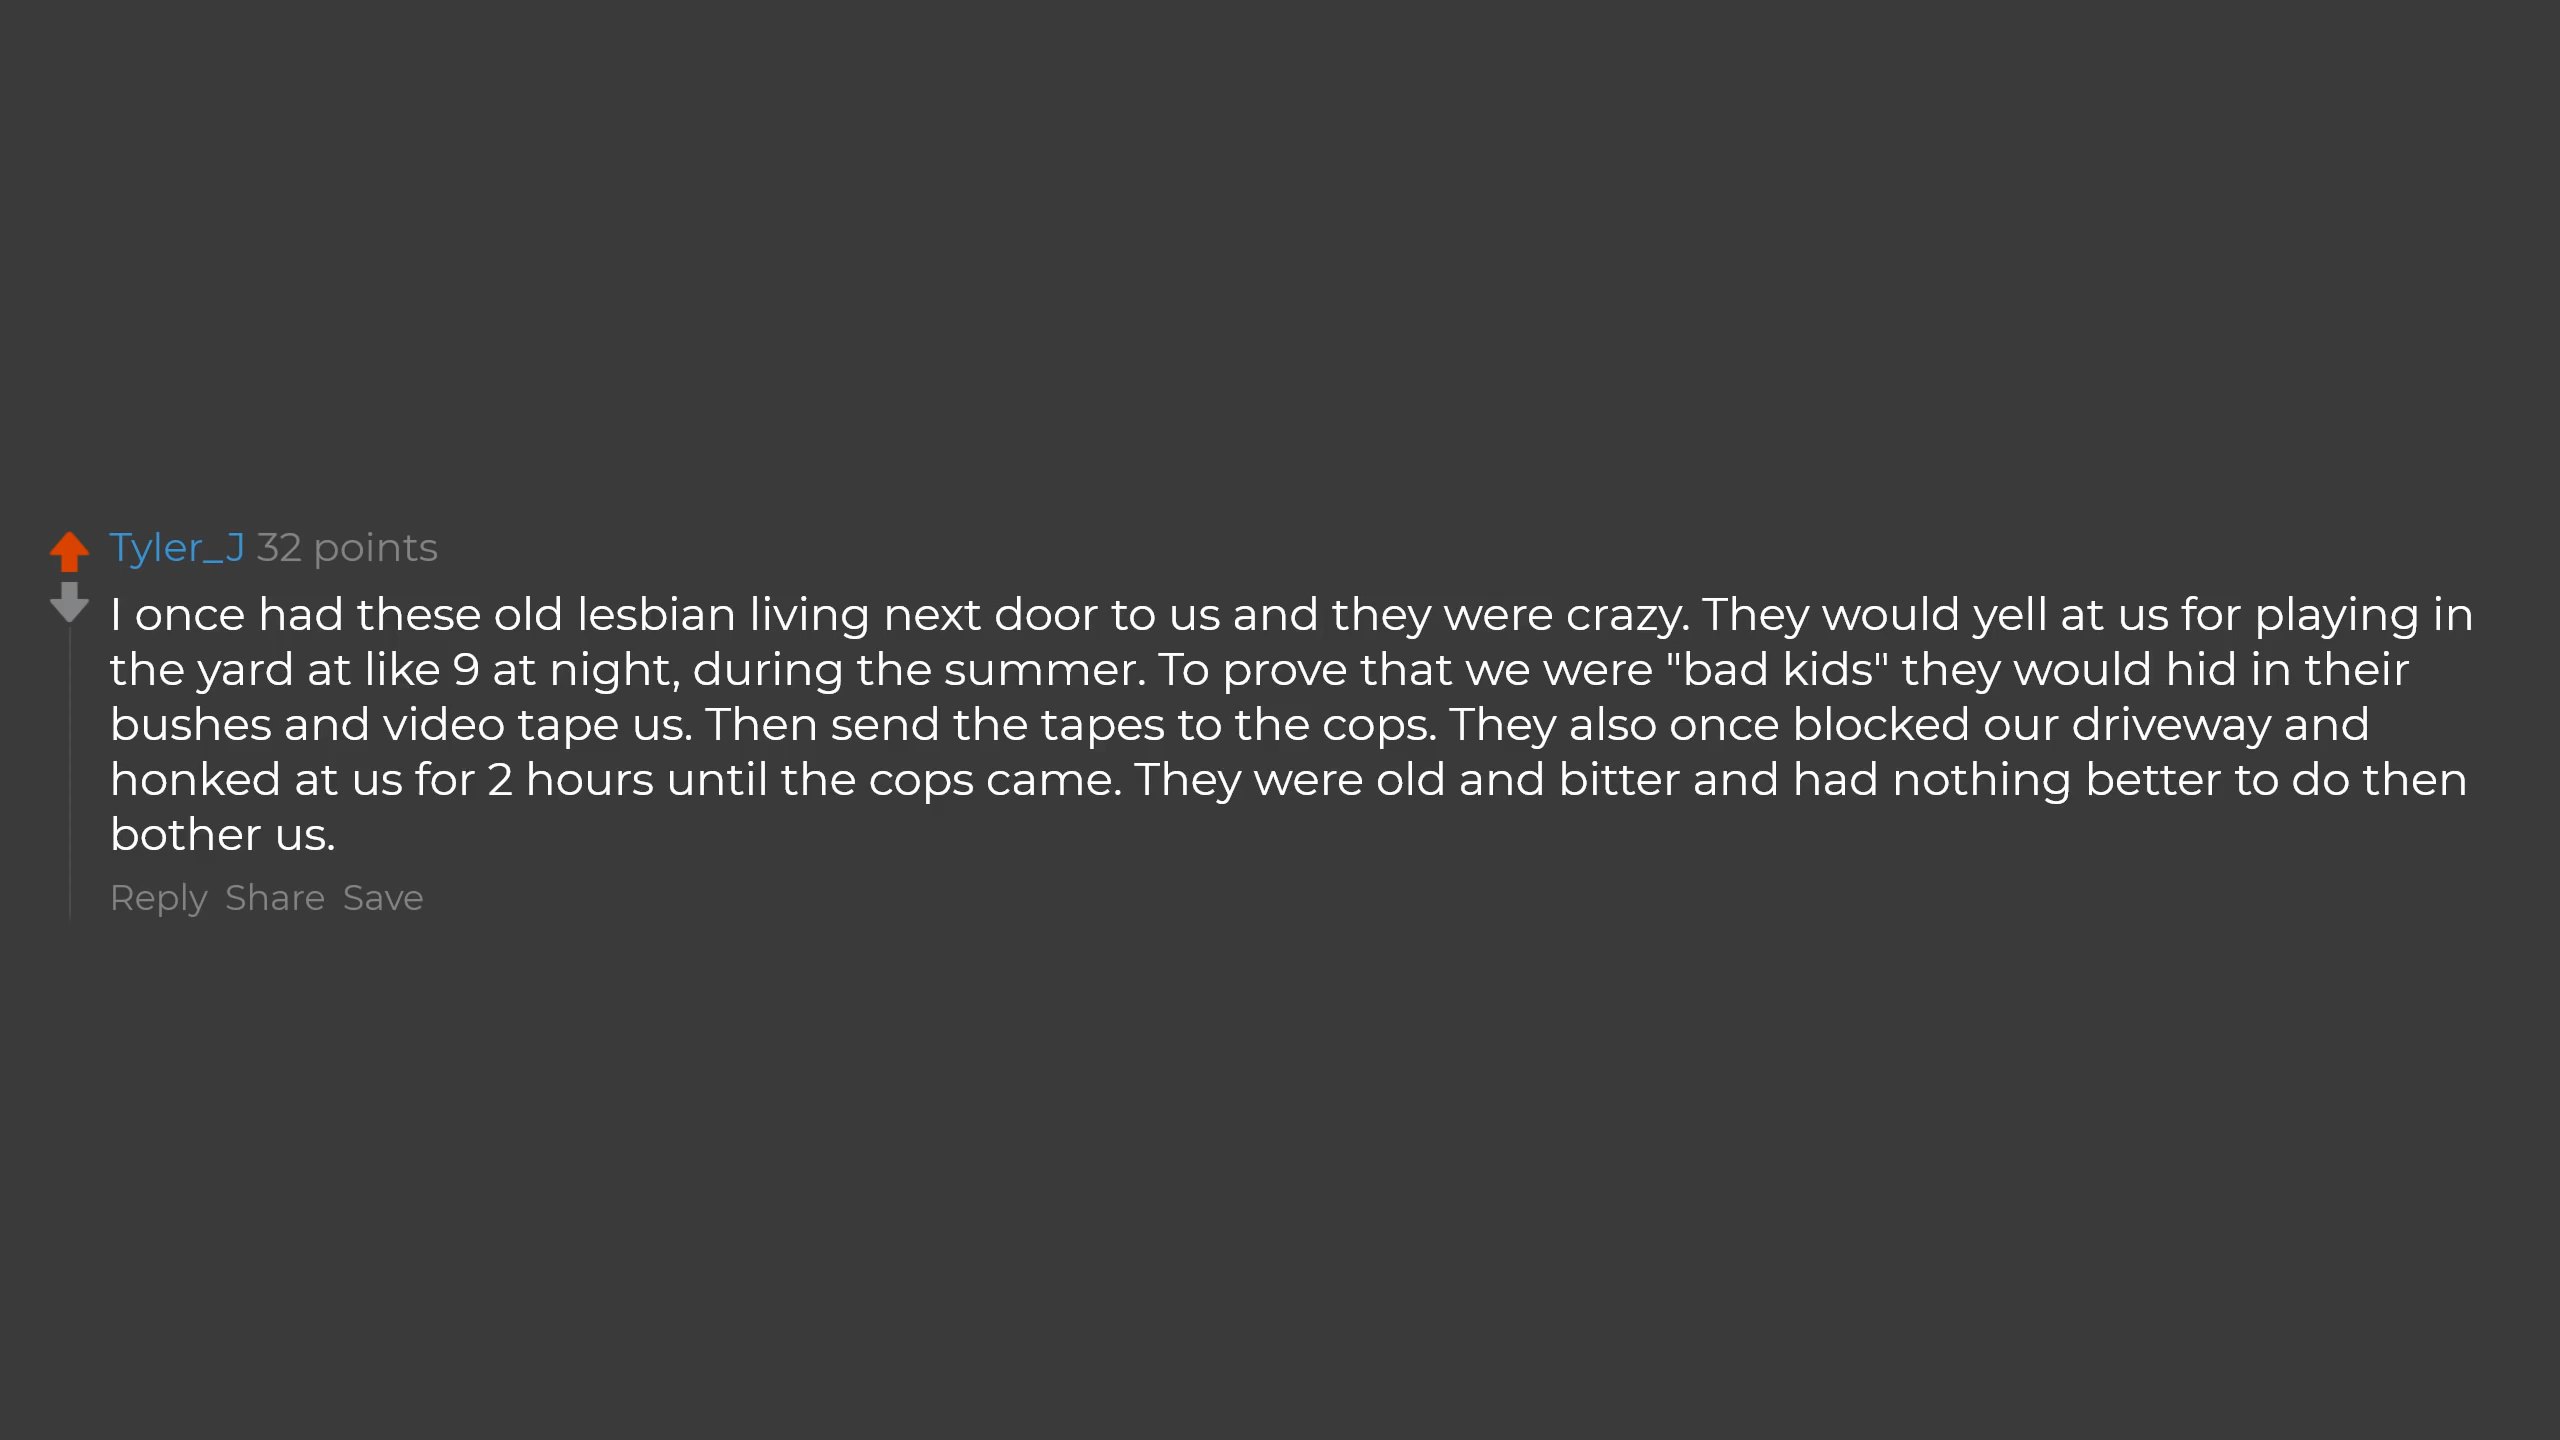 Tyler_J 32 points
I once had these old lesbian living next door to us and they were crazy. They would yell at us for playing in
the yard at like 9 at night, during the summer. To prove that we were "bad kids" they would hid in their
bushes and video tape us. Then send the tapes to the cops. They also once blocked our driveway and
honked at us for 2 hours until the cops came. They were old and bitter and had nothing better to do then
bother us.
Reply Share Save